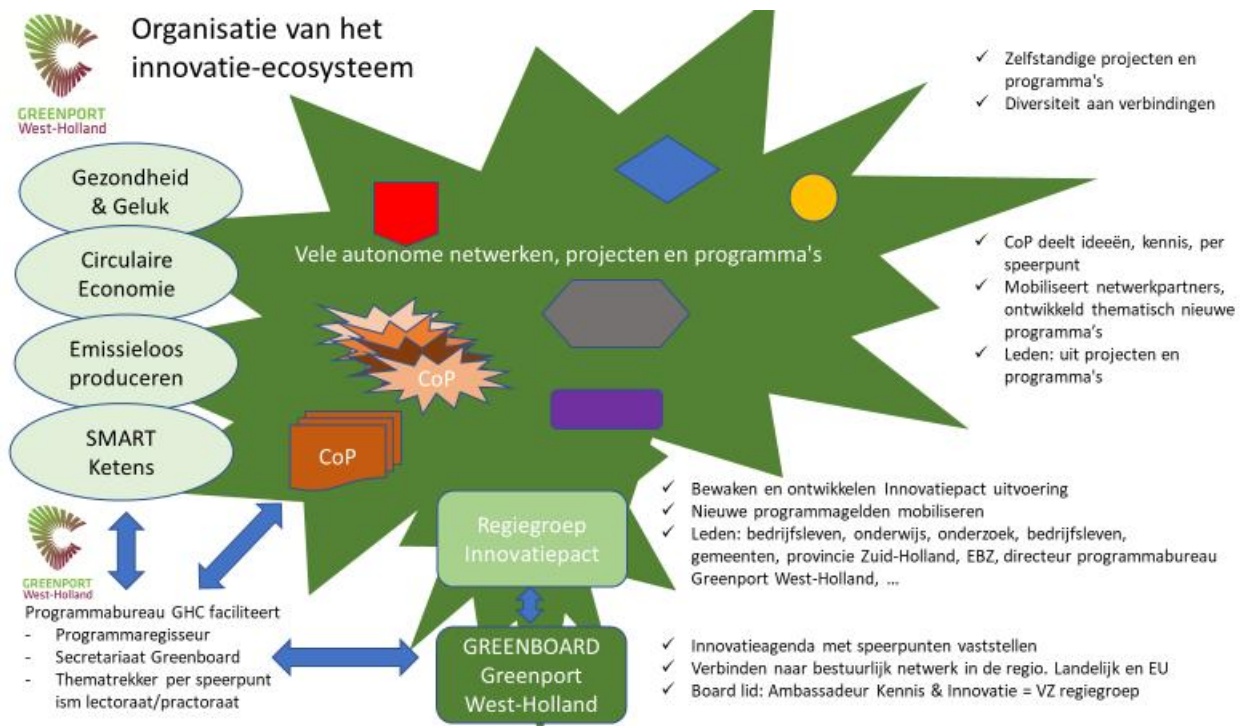 Organisatie van het
innovatie-ecosysteem
GREENPORT
West-Holland
Gezondheid
& Geluk
Circulaire
Economie
Emissieloos
produceren
SMART
Ketens
Vele autonome netwerken, projecten en programma's
CoP
CoP
✓ Zelfstandige projecten en
programma's
✓ Diversiteit aan verbindingen
✓ CoP deelt ideeën, kennis, per
speerpunt
✓ Mobiliseert netwerkpartners,
ontwikkeld thematisch nieuwe
programma's
✓ Leden: uit projecten en
programma's
Regiegroep
Innovatiepact
✓ Bewaken en ontwikkelen Innovatiepact uitvoering
✓ Nieuwe programmagelden mobiliseren
✓ Leden: bedrijfsleven, onderwijs, onderzoek, bedrijfsleven,
gemeenten, provincie Zuid-Holland, EBZ, directeur programmabureau
Greenport West-Holland, ...
GREENPORT
West-Holland
Programmabureau GHC faciliteert
- Programmaregisseur
- Secretariaat Greenboard
- Thematrekker per speerpunt
ism lectoraat/practoraat
GREENBOARD
Greenport
West-Holland
✓ Innovatieagenda met speerpunten vaststellen
✓ Verbinden naar bestuurlijk netwerk in de regio. Landelijk en EU
✓ Board lid: Ambassadeur Kennis & Innovatie = VZ regiegroep